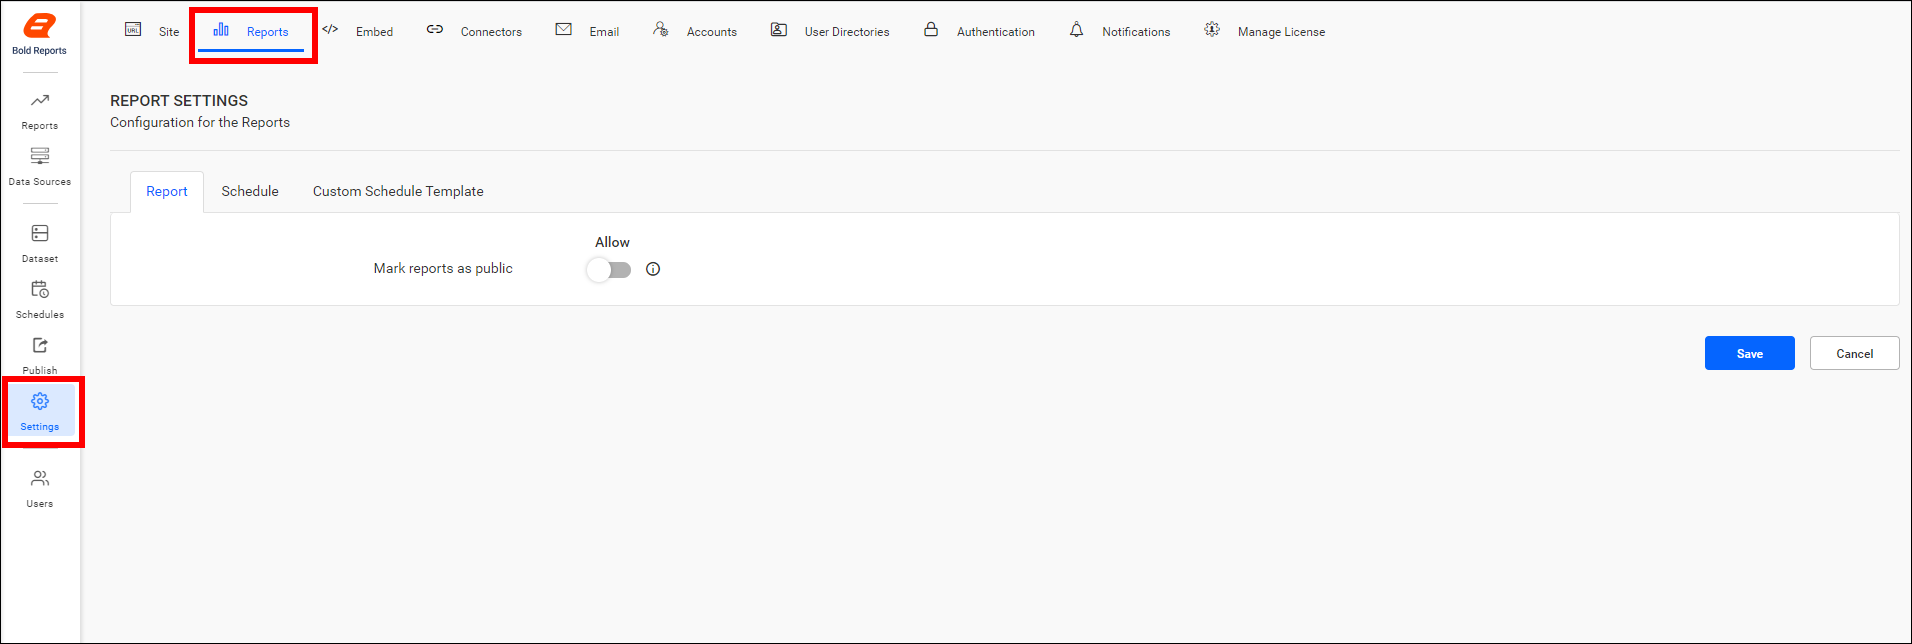 Bold Reports
Reports
Data Sources
Dataset
Schedules
Publish
Settings
Users
URL Site Reports </> Embed Connectors Email Accounts User Directories Authentication Notifications Manage License
REPORT SETTINGS
Configuration for the Reports
Report Schedule Custom Schedule Template
Allow
Mark reports as public
Save Cancel